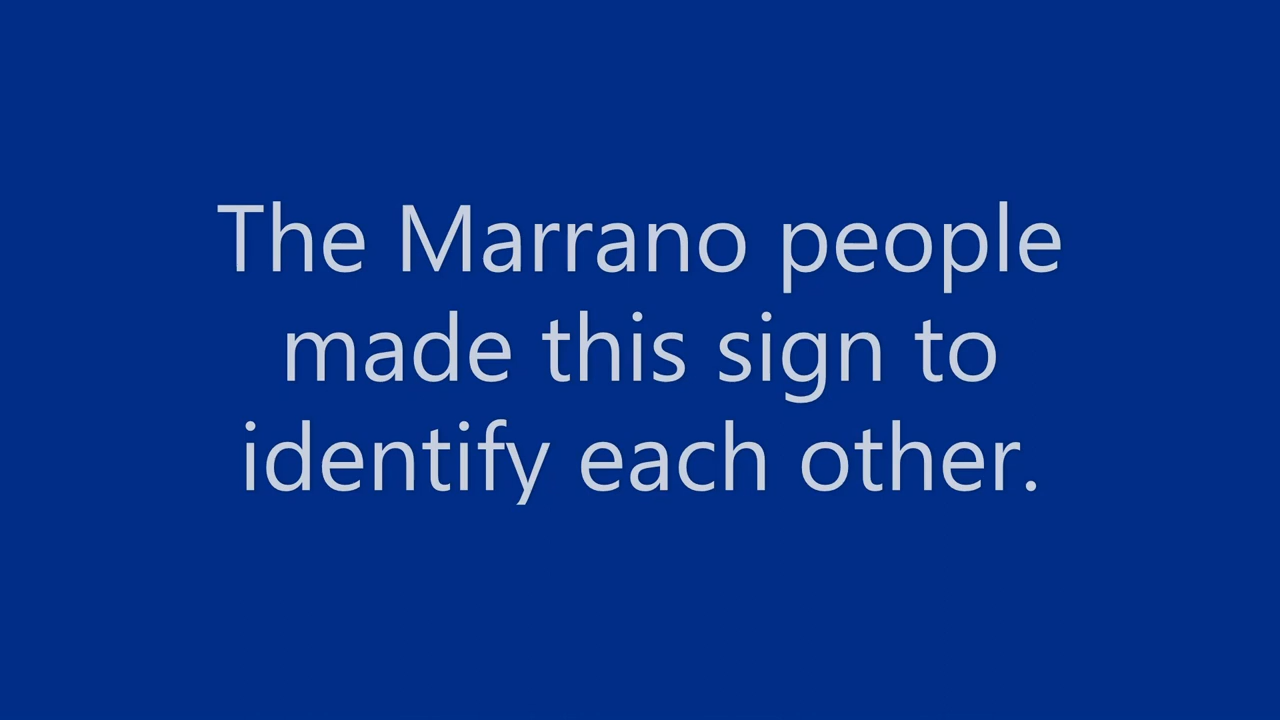 The Marrano people
made this sign to
identify each other.